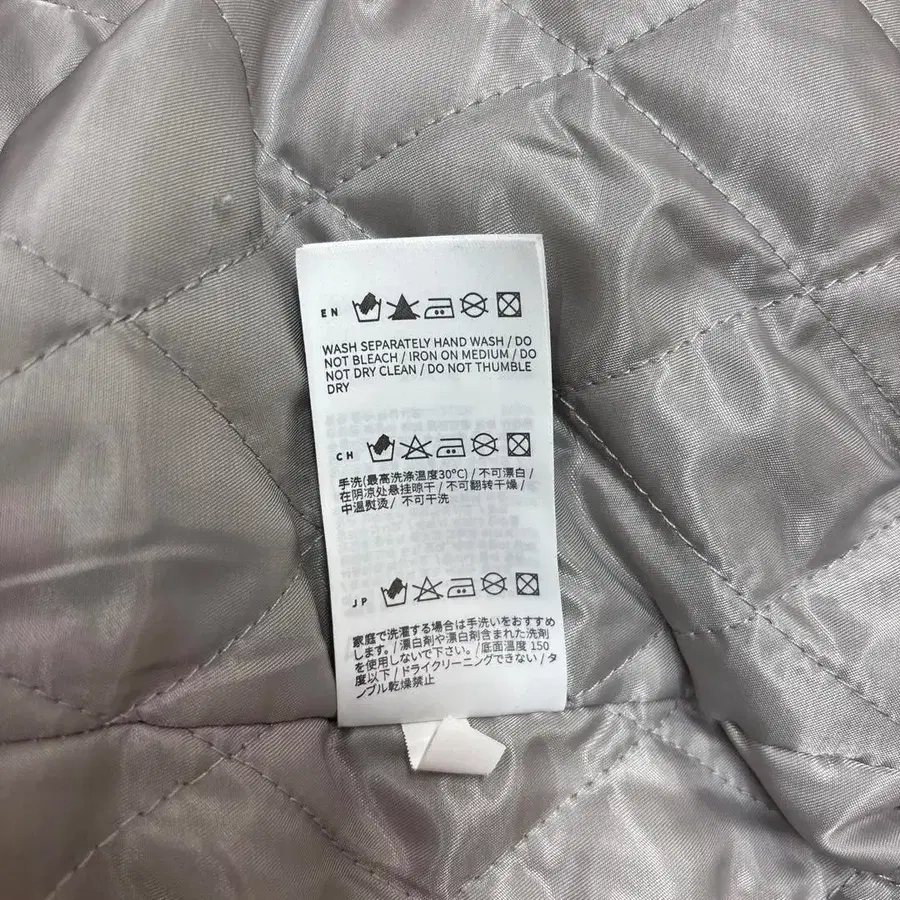 EN
WASH SEPARATELY HAND WASH / DO
NOT BLEACH / IRON ON MEDIUM / DO
NOT DRY CLEAN / DO NOT THUMBLE
DRY
CH
手洗(最高洗涤温度30°C) / 不可漂白 /
在阴凉处悬挂晾干 / 不可翻转干燥 /
中温熨烫 / 不可干洗
JP
家庭で洗濯する場合は手洗いをおすすめ
します。/ 漂白剤や漂白剤含まれた洗剤
を使用しないで下さい。/ 底面温度 150
度以下 / ドライクリーニングできない / タ
ンブル乾燥禁止